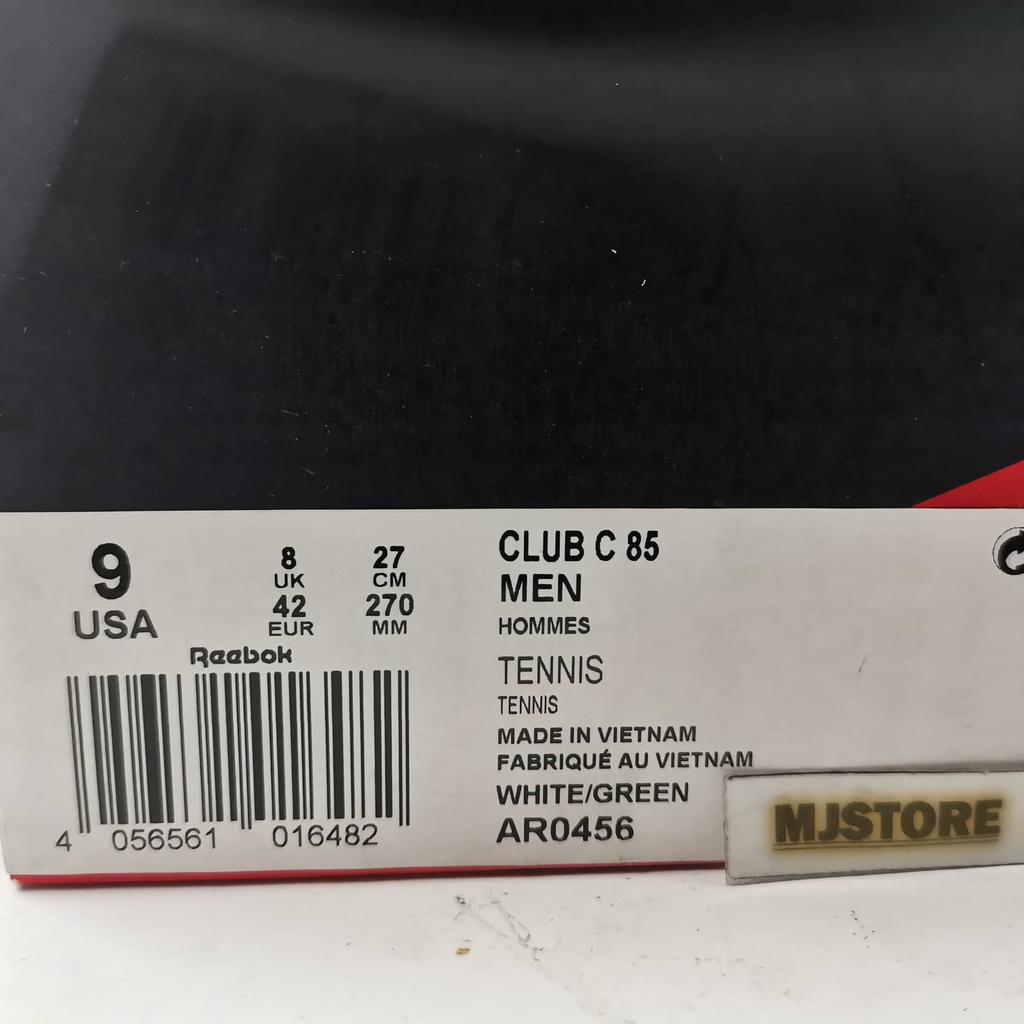 9
USA
8
UK
42
EUR
27
CM
270
MM
Reebok
4 056561 016482
CLUB C 85
MEN
HOMMES
TENNIS
TENNIS
MADE IN VIETNAM
FABRIQUÉ AU VIETNAM
WHITE/GREEN
AR0456
MJSTORE